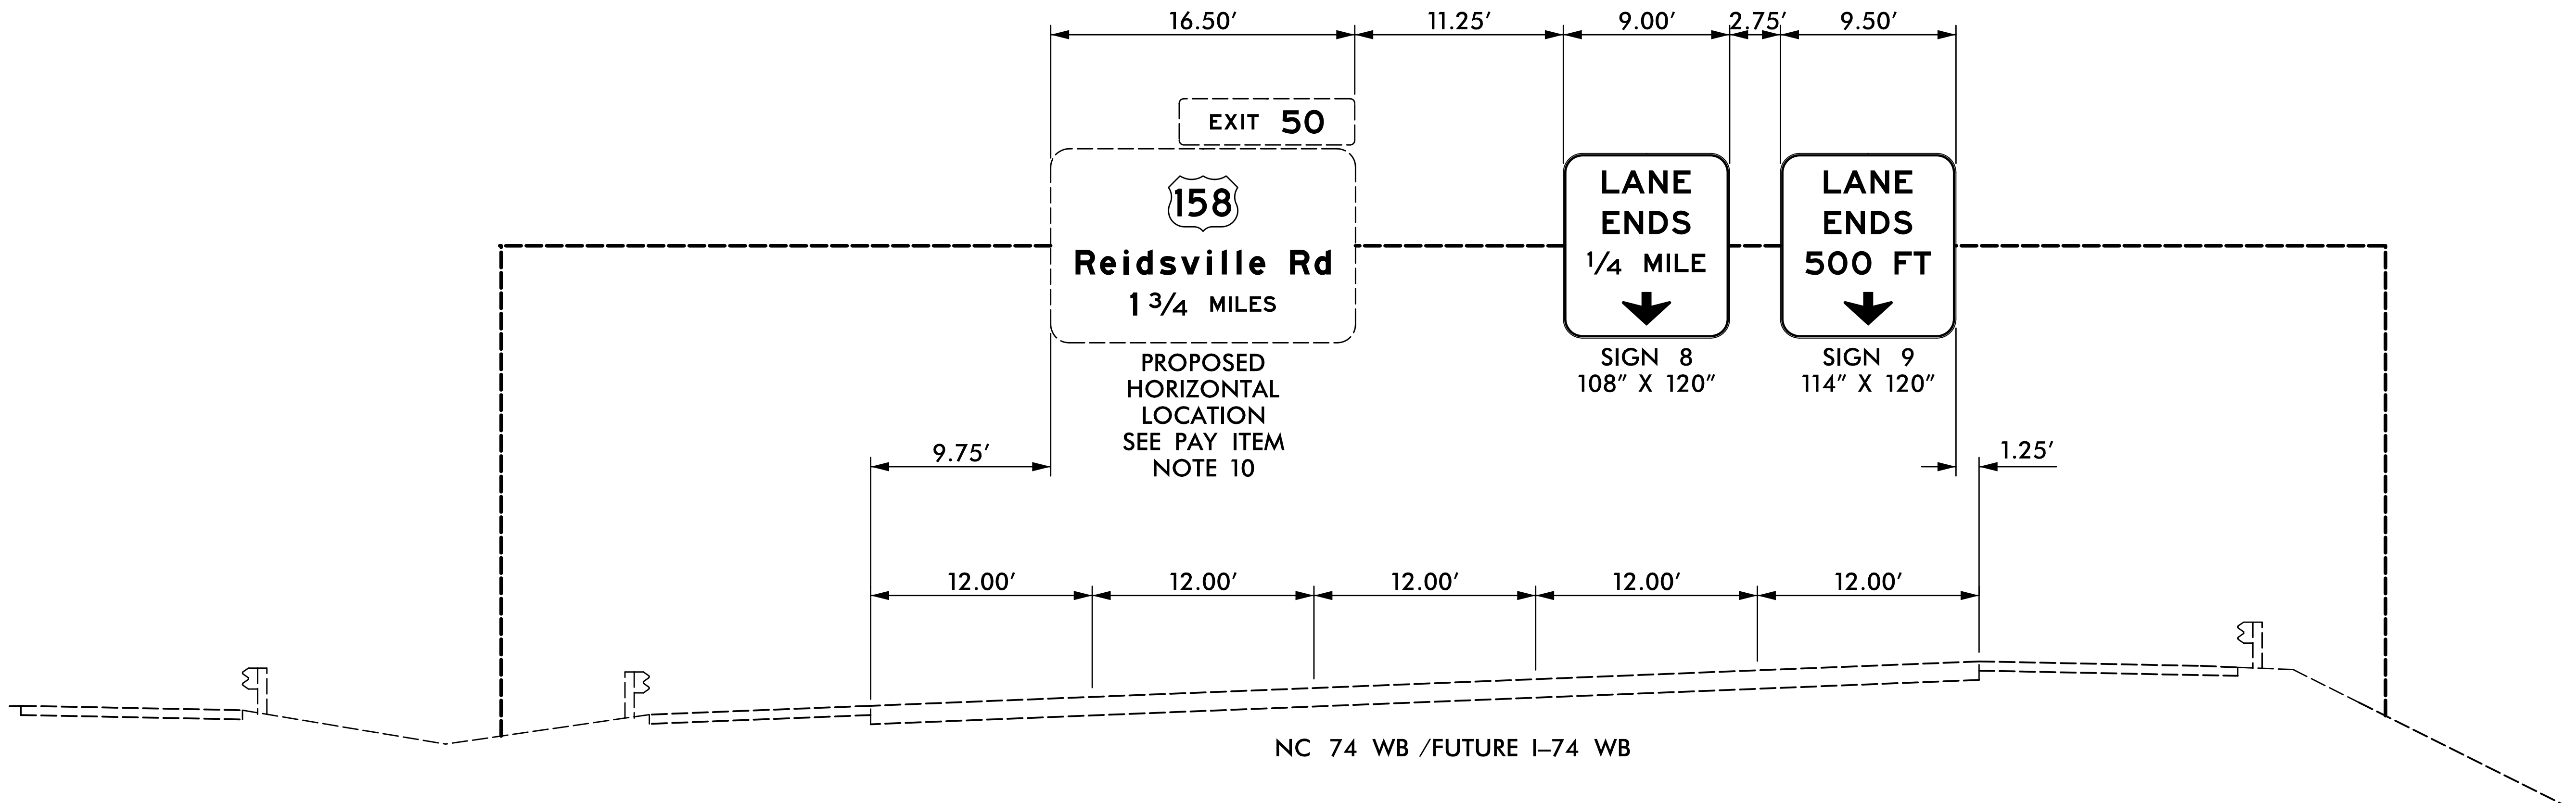 16.50′ 11.25′ 9.00′ 2.75′ 9.50′
EXIT 50
158
Reidsville Rd
1 3/4 MILES
LANE
ENDS
1/4 MILE
LANE
ENDS
500 FT
PROPOSED
HORIZONTAL
LOCATION
SEE PAY ITEM
NOTE 10
SIGN 8
108″ X 120″
SIGN 9
114″ X 120″
9.75′
1.25′
12.00′ 12.00′ 12.00′ 12.00′ 12.00′
NC 74 WB /FUTURE I–74 WB